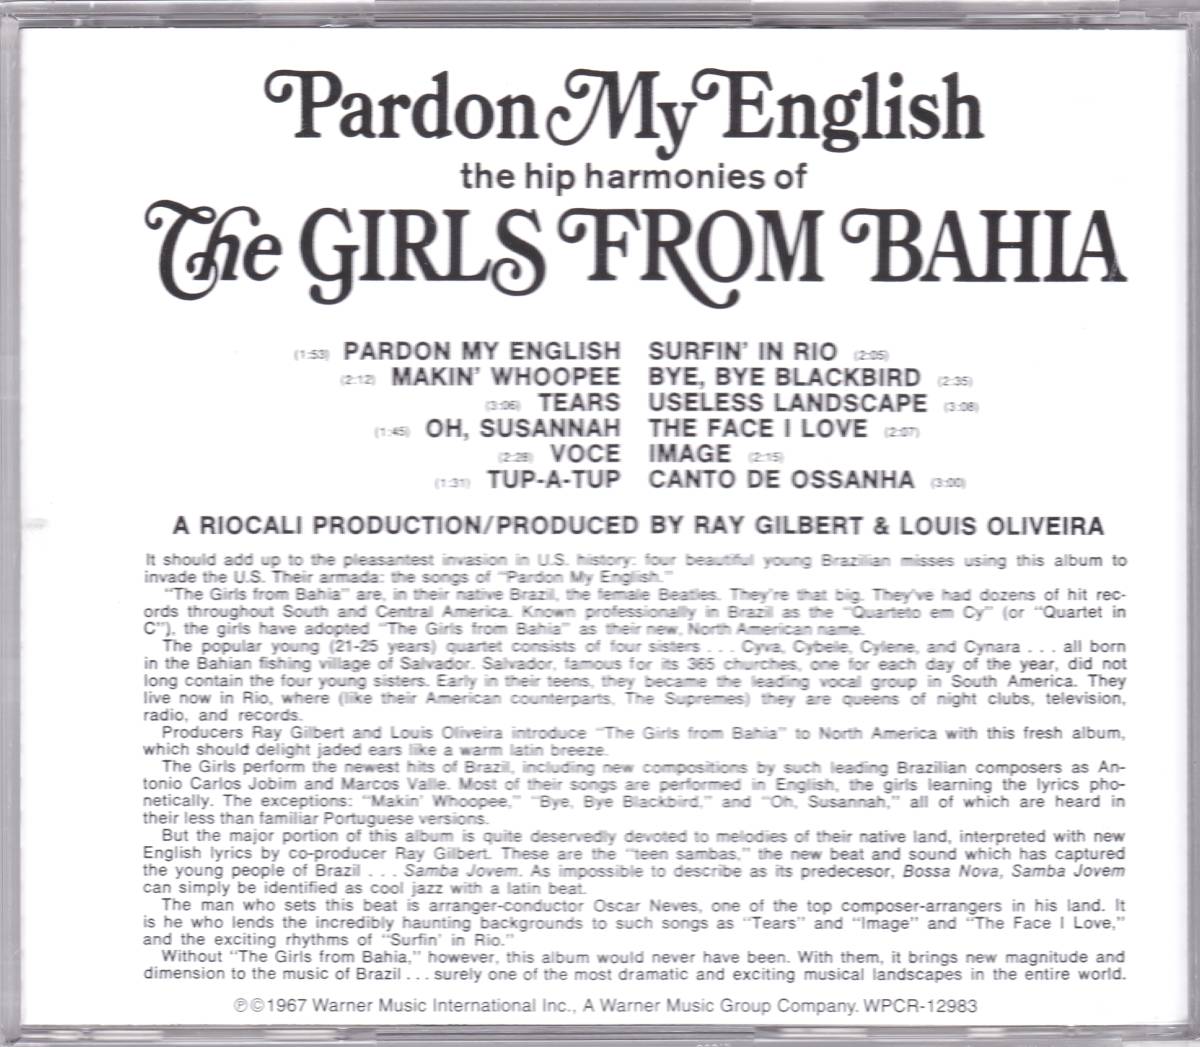 Pardon My English
the hip harmonies of
The GIRLS FROM BAHIA
(1:53) PARDON MY ENGLISH SURFIN' IN RIO (2:05)
(2:12) MAKIN' WHOOPEE BYE, BYE BLACKBIRD (2:35)
(3:06) TEARS USELESS LANDSCAPE (3:08)
(1:45) OH, SUSANNAH THE FACE I LOVE (2:07)
(2:28) VOCE IMAGE (2:15)
(1:31) TUP-A-TUP CANTO DE OSSANHA (3:00)
A RIOCALI PRODUCTION/PRODUCED BY RAY GILBERT & LOUIS OLIVEIRA
It should add up to the pleasantest invasion in U.S. history: four beautiful young Brazilian misses using this album to
invade the U.S. Their armada: the songs of "Pardon My English."
"The Girls from Bahia" are, in their native Brazil, the female Beatles. They're that big. They've had dozens of hit rec-
ords throughout South and Central America. Known professionally in Brazil as the "Quarteto em Cy" (or "Quartet in
C"), the girls have adopted "The Girls from Bahia" as their new, North American name.
The popular young (21-25 years) quartet consists of four sisters . . . Cyva, Cybele, Cylene, and Cynara . . . all born
in the Bahian fishing village of Salvador. Salvador, famous for its 365 churches, one for each day of the year, did not
long contain the four young sisters. Early in their teens, they became the leading vocal group in South America. They
live now in Rio, where (like their American counterparts, The Supremes) they are queens of night clubs, television,
radio, and records.
Producers Ray Gilbert and Louis Oliveira introduce "The Girls from Bahia" to North America with this fresh album,
which should delight jaded ears like a warm latin breeze.
The Girls perform the newest hits of Brazil, including new compositions by such leading Brazilian composers as An-
tonio Carlos Jobim and Marcos Valle. Most of their songs are performed in English, the girls learning the lyrics pho-
netically. The exceptions: "Makin' Whoopee," "Bye, Bye Blackbird," and "Oh, Susannah," all of which are heard in
their less than familiar Portuguese versions.
But the major portion of this album is quite deservedly devoted to melodies of their native land, interpreted with new
English lyrics by co-producer Ray Gilbert. These are the "teen sambas," the new beat and sound which has captured
the young people of Brazil . . . Samba Jovem. As impossible to describe as its predecesor, Bossa Nova, Samba Jovem
can simply be identified as cool jazz with a latin beat.
The man who sets this beat is arranger-conductor Oscar Neves, one of the top composer-arrangers in his land. It
is he who lends the incredibly haunting backgrounds to such songs as "Tears" and "Image" and "The Face I Love,"
and the exciting rhythms of "Surfin' in Rio."
Without "The Girls from Bahia," however, this album would never have been. With them, it brings new magnitude and
dimension to the music of Brazil . . . surely one of the most dramatic and exciting musical landscapes in the entire world.
℗©1967 Warner Music International Inc., A Warner Music Group Company. WPCR-12983